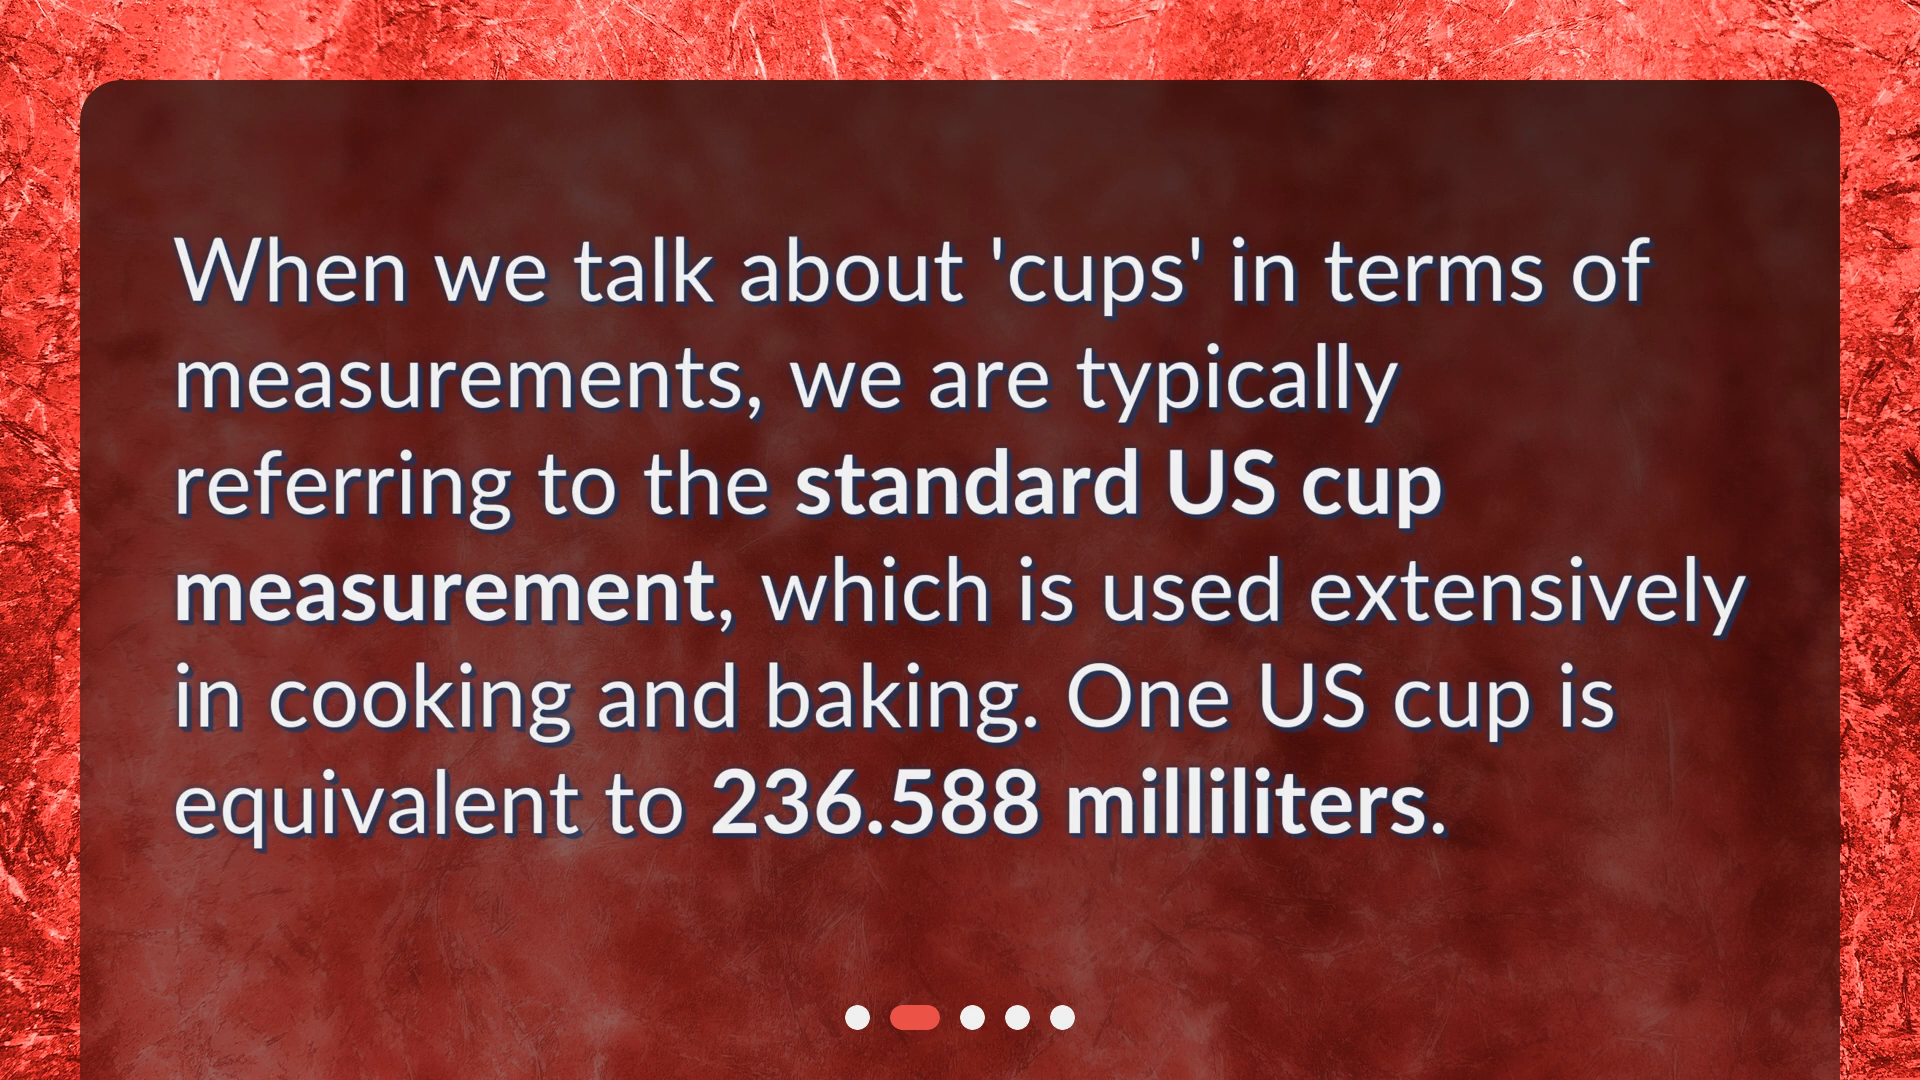 When we talk about 'cups' in terms of
measurements, we are typically
referring to the standard US cup
measurement, which is used extensively
in cooking and baking. One US cup is
equivalent to 236.588 milliliters.